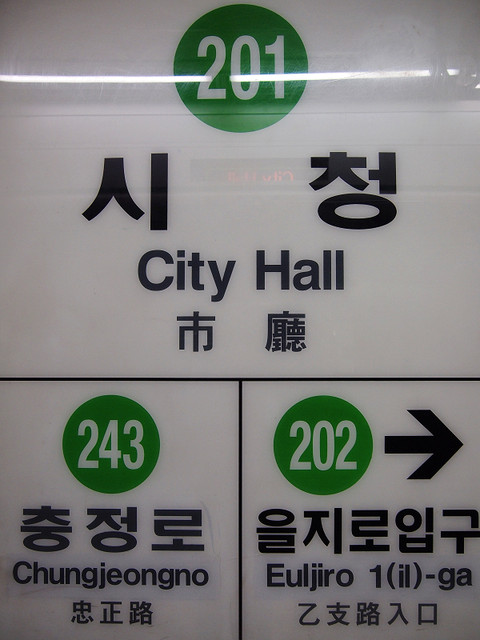 201
시청
City Hall
市廳
243
충정로
Chungjeongno
忠正路
202
을지로입구
Euljiro 1(il)-ga
乙支路入口